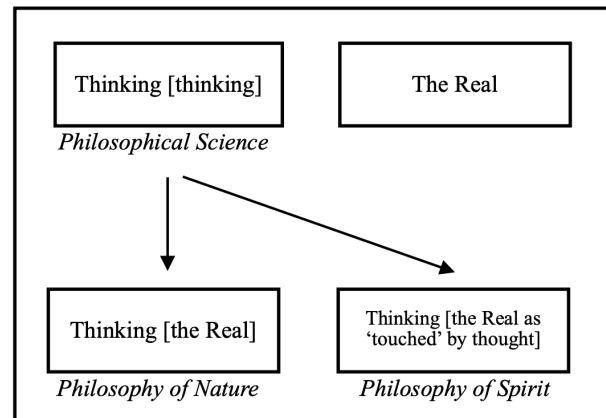 Thinking [thinking]
The Real
Philosophical Science
Thinking [the Real]
Thinking [the Real as
‘touched’ by thought]
Philosophy of Nature
Philosophy of Spirit